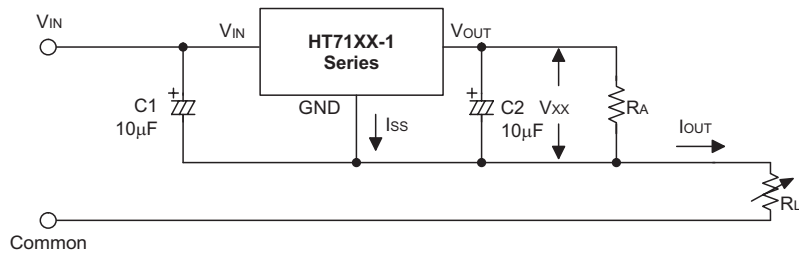 VIN
VIN
HT71XX-1
Series
VOUT
C1
10μF
GND
ISS
C2
10μF
VXX
RA
IOUT
RL
Common